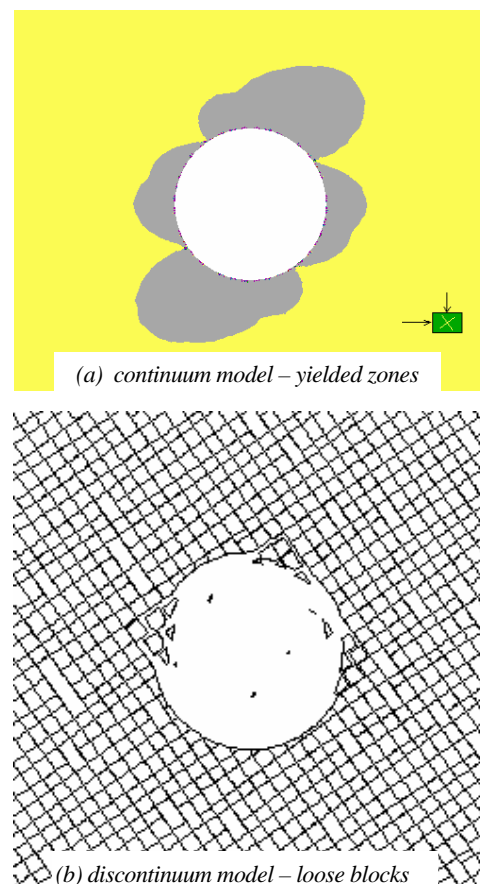 (a) continuum model – yielded zones
(b) discontinuum model – loose blocks